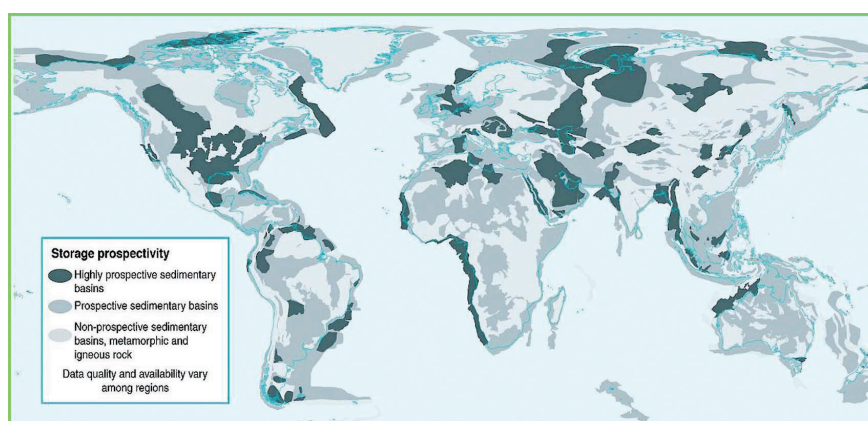 Storage prospectivity
Highly prospective sedimentary
basins
Prospective sedimentary basins
Non-prospective sedimentary
basins, metamorphic and
igneous rock
Data quality and availability vary
among regions